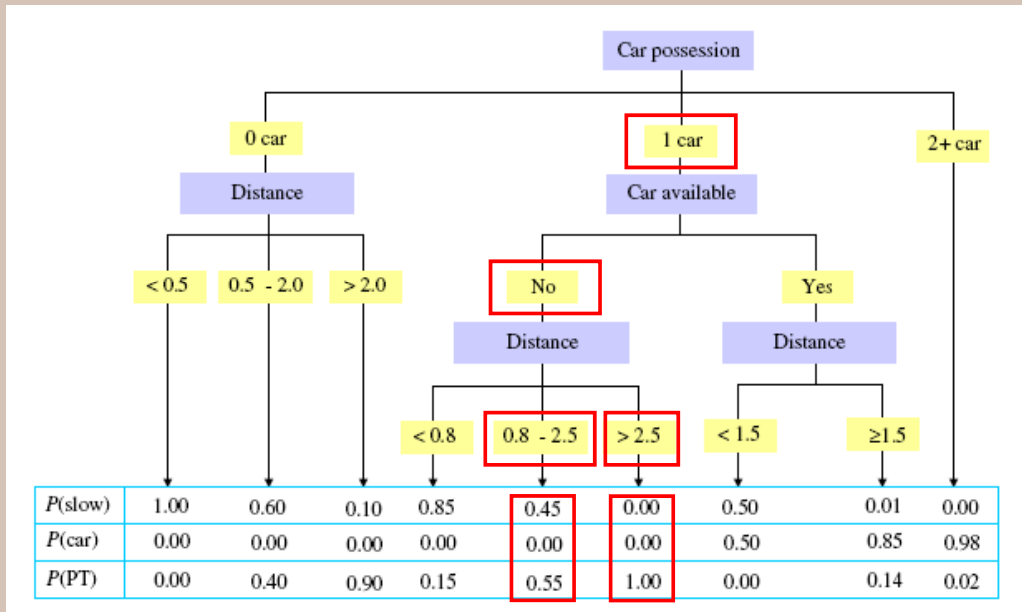 Car possession
0 car
1 car
2+ car
Distance
Car available
< 0.5
0.5 - 2.0
> 2.0
No
Yes
Distance
Distance
< 0.8
0.8 - 2.5
> 2.5
< 1.5
≥1.5
P(slow) 1.00 0.60 0.10 0.85 0.45 0.00 0.50 0.01 0.00
P(car) 0.00 0.00 0.00 0.00 0.00 0.00 0.50 0.85 0.98
P(PT) 0.00 0.40 0.90 0.15 0.55 1.00 0.00 0.14 0.02